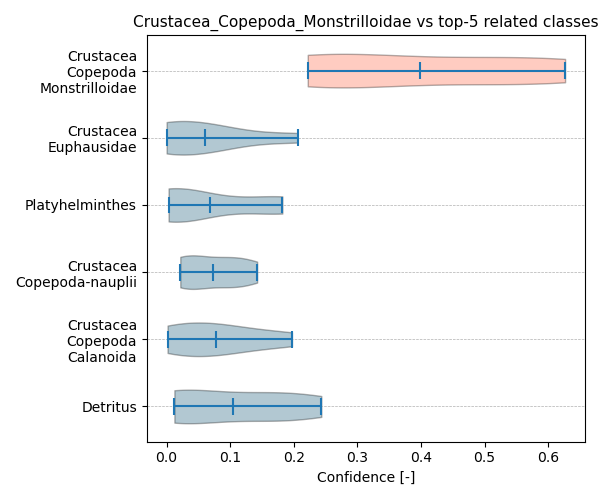 Crustacea_Copepoda_Monstrilloidae vs top-5 related classes
Crustacea
Copepoda
Monstrilloidae
Crustacea
Euphausidae
Platyhelminthes
Crustacea
Copepoda-nauplii
Crustacea
Copepoda
Calanoida
Detritus
0.0 0.1 0.2 0.3 0.4 0.5 0.6
Confidence [-]